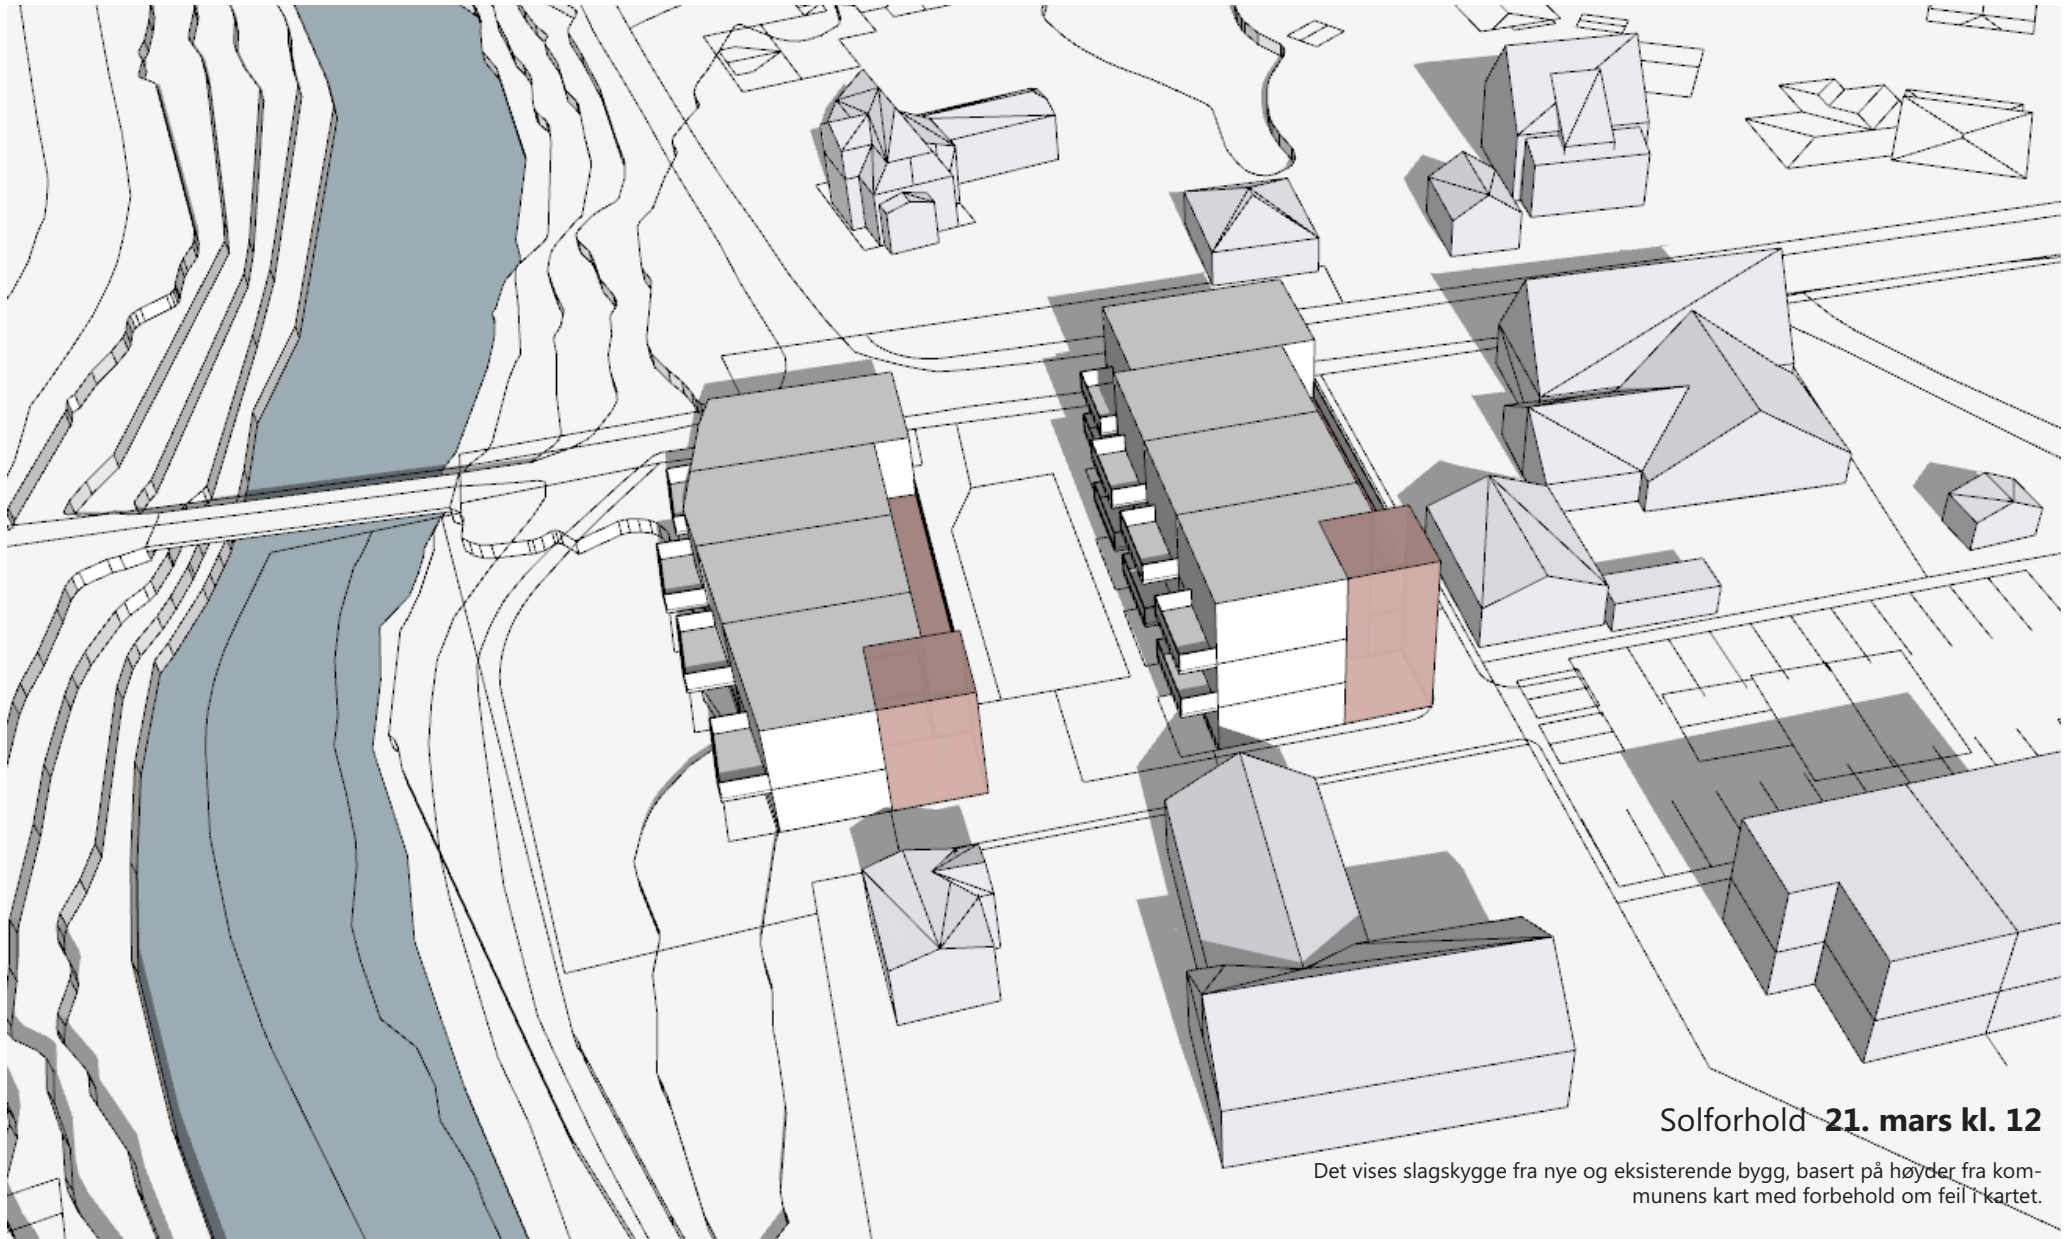 Solforhold 21. mars kl. 12
Det vises slagskygge fra nye og eksisterende bygg, basert på høyder fra kom-
munens kart med forbehold om feil i kartet.